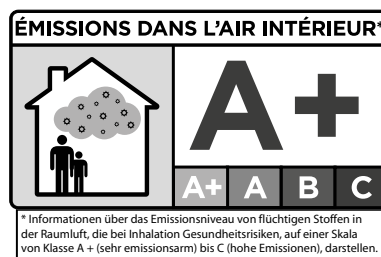 ÉMISSIONS DANS L'AIR INTÉRIEUR*
A+
A+ A B C
* Informationen über das Emissionsniveau von flüchtigen Stoffen in
der Raumluft, die bei Inhalation Gesundheitsrisiken, auf einer Skala
von Klasse A + (sehr emissionsarm) bis C (hohe Emissionen), darstellen.